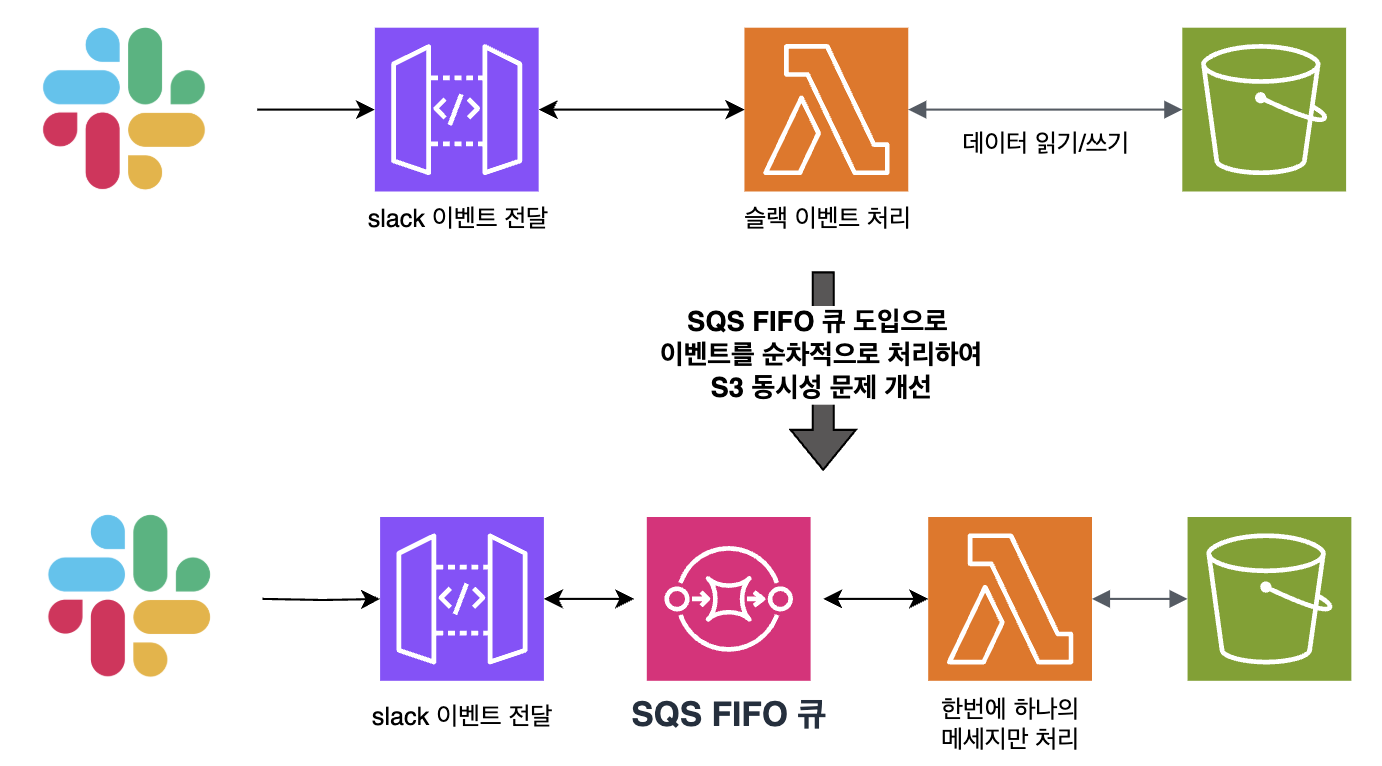 데이터 읽기/쓰기
slack 이벤트 전달
슬랙 이벤트 처리
SQS FIFO 큐 도입으로
이벤트를 순차적으로 처리하여
S3 동시성 문제 개선
slack 이벤트 전달
SQS FIFO 큐
한번에 하나의
메세지만 처리